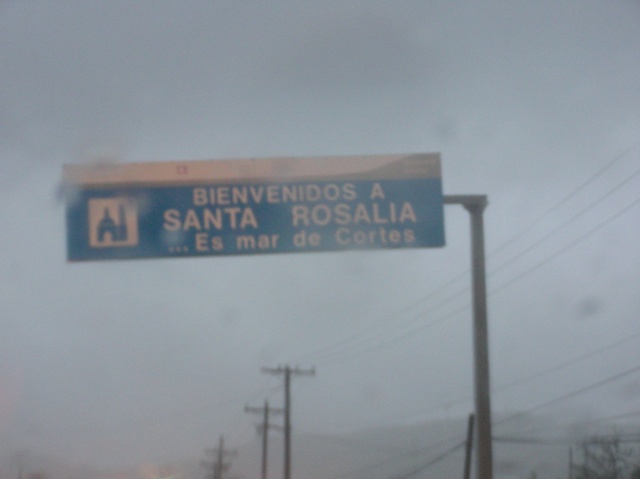 BIENVENIDOS A
SANTA ROSALIA
...Es mar de Cortes